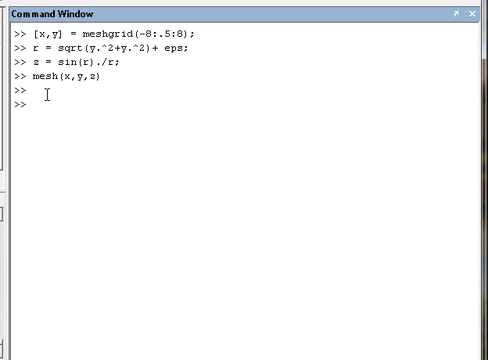 Command Window
>> [x,y] = meshgrid(-8:.5:8);
>> r = sqrt(y.^2+y.^2)+ eps;
>> z = sin(r)./r;
>> mesh(x,y,z)
>>
>>